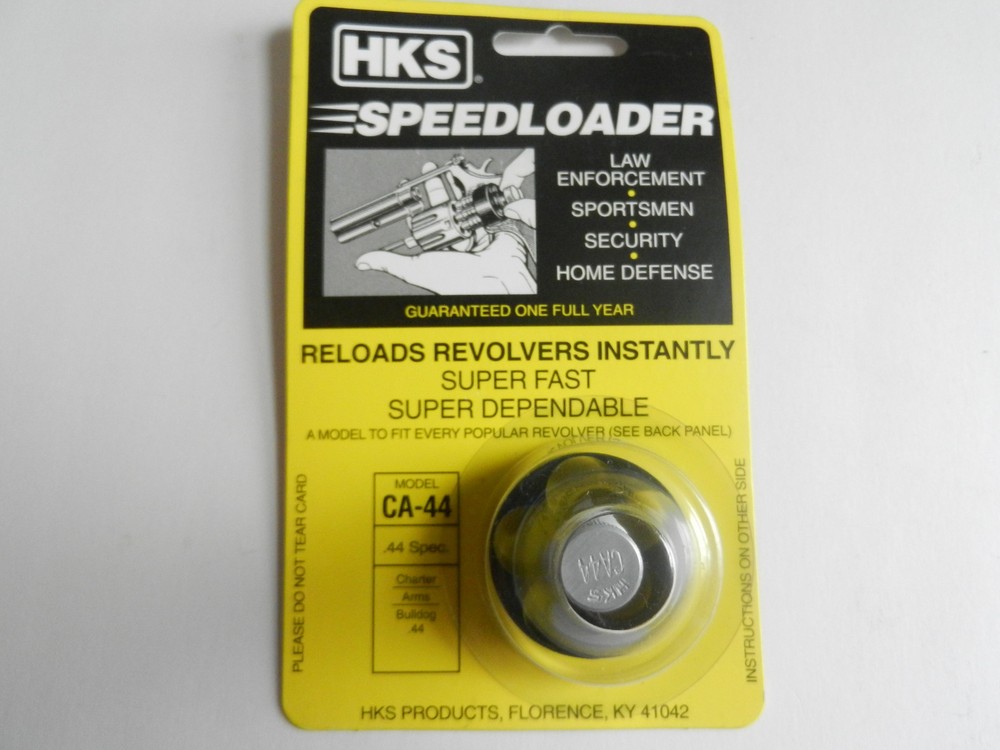 HKS®
SPEEDLOADER
LAW
ENFORCEMENT
•
SPORTSMEN
•
SECURITY
•
HOME DEFENSE
GUARANTEED ONE FULL YEAR
RELOADS REVOLVERS INSTANTLY
SUPER FAST
SUPER DEPENDABLE
A MODEL TO FIT EVERY POPULAR REVOLVER (SEE BACK PANEL)
PLEASE DO NOT TEAR CARD
MODEL
CA-44
.44 Spec.
Charter
Arms
Bulldog
.44
CA44
HKS
INSTRUCTIONS ON OTHER SIDE
HKS PRODUCTS, FLORENCE, KY 41042